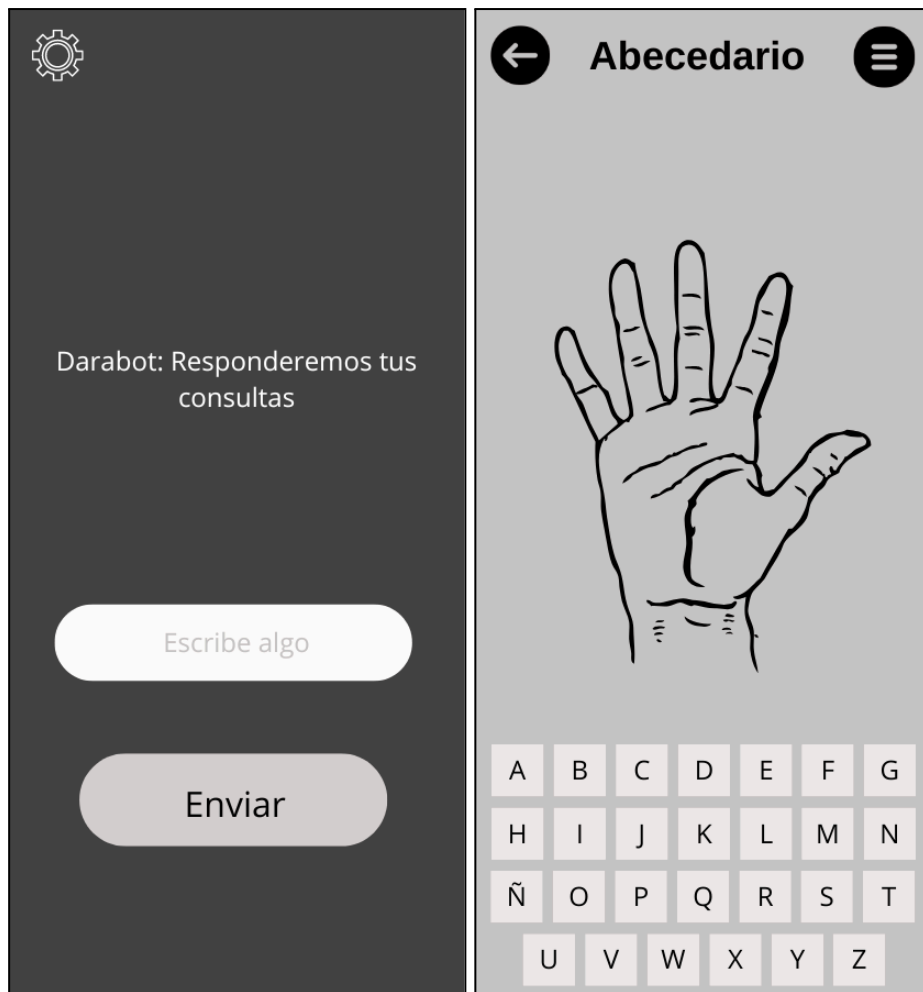 Darabot: Responderemos tus
consultas
Escribe algo
Enviar
Abecedario
A B C D E F G
H I J K L M N
Ñ O P Q R S T
U V W X Y Z